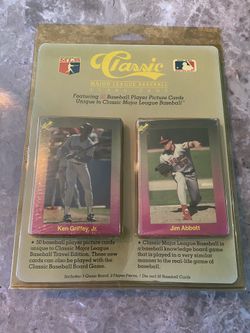 Classic
MAJOR LEAGUE BASEBALL
Featuring 50 Baseball Player Picture Cards
Unique to Classic Major League Baseball
Ken Griffey, Jr.
Jim Abbott
• 50 baseball player picture cards
unique to Classic Major League
Baseball Travel Edition. These new
cards can also be played with the
Classic Baseball Board Game.
• Classic Major League Baseball is
a baseball knowledge board game
that is played in a very similar
manner to the real-life game of
baseball.